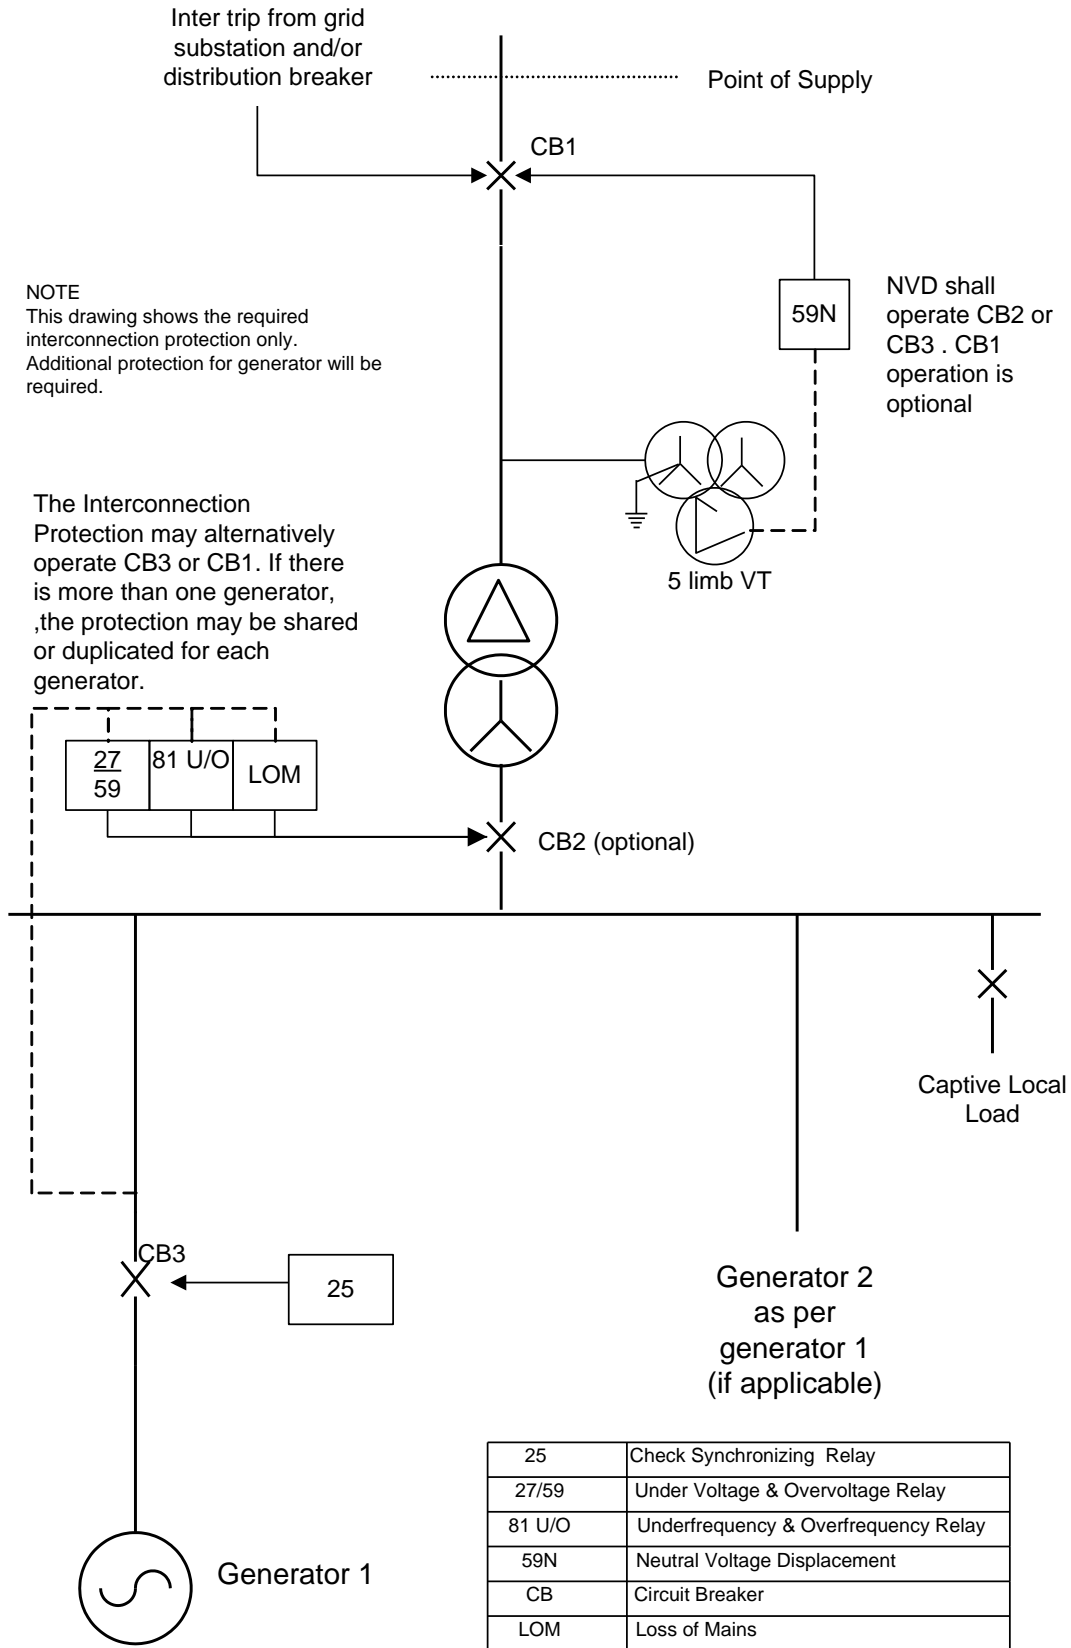 Inter trip from grid
substation and/or
distribution breaker
Point of Supply
CB1
NOTE
This drawing shows the required
interconnection protection only.
Additional protection for generator will be
required.
59N
NVD shall
operate CB2 or
CB3 . CB1
operation is
optional
The Interconnection
Protection may alternatively
operate CB3 or CB1. If there
is more than one generator,
,the protection may be shared
or duplicated for each
generator.
5 limb VT
27
59
81 U/O
LOM
CB2 (optional)
Captive Local
Load
CB3
25
Generator 2
as per
generator 1
(if applicable)
Generator 1
25 Check Synchronizing Relay
27/59 Under Voltage & Overvoltage Relay
81 U/O Underfrequency & Overfrequency Relay
59N Neutral Voltage Displacement
CB Circuit Breaker
LOM Loss of Mains